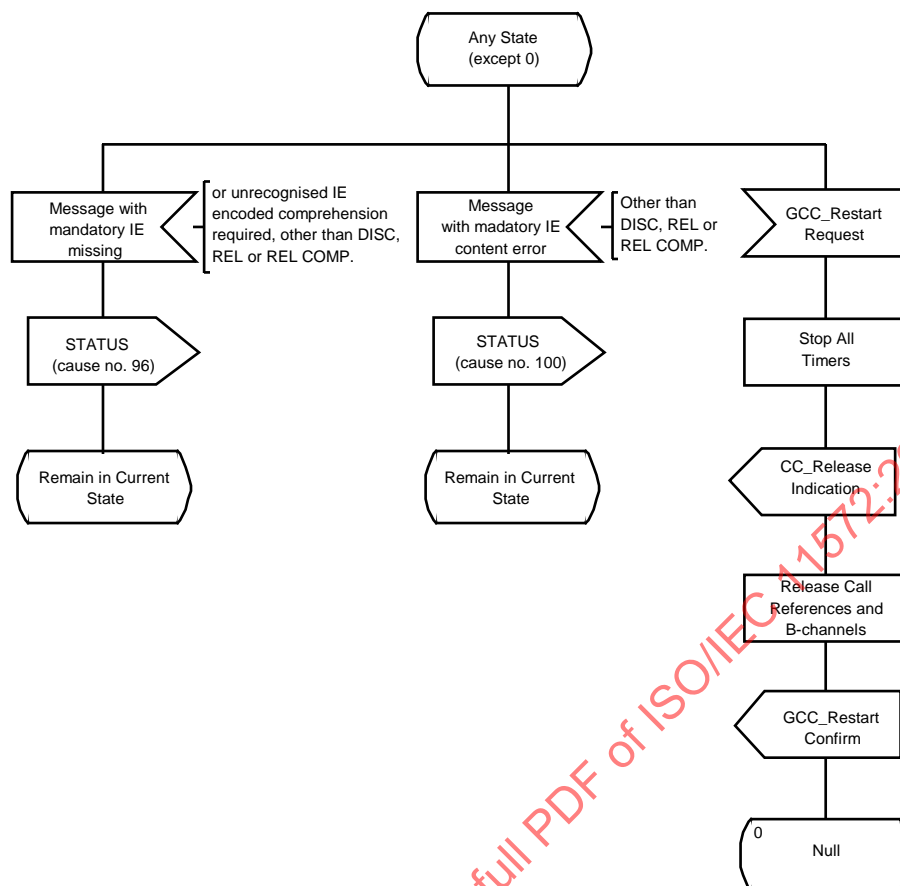 Any State
(except 0)
Message with
mandatory IE
missing
or unrecognised IE
encoded comprehension
required, other than DISC,
REL or REL COMP.
Message
with madatory IE
content error
Other than
DISC, REL or
REL COMP.
GCC_Restart
Request
STATUS
(cause no. 96)
STATUS
(cause no. 100)
Stop All
Timers
Remain in Current
State
Remain in Current
State
CC_Release
Indication
Release Call
References and
B-channels
GCC_Restart
Confirm
0
Null
full PDF of ISO/IEC 11572:2